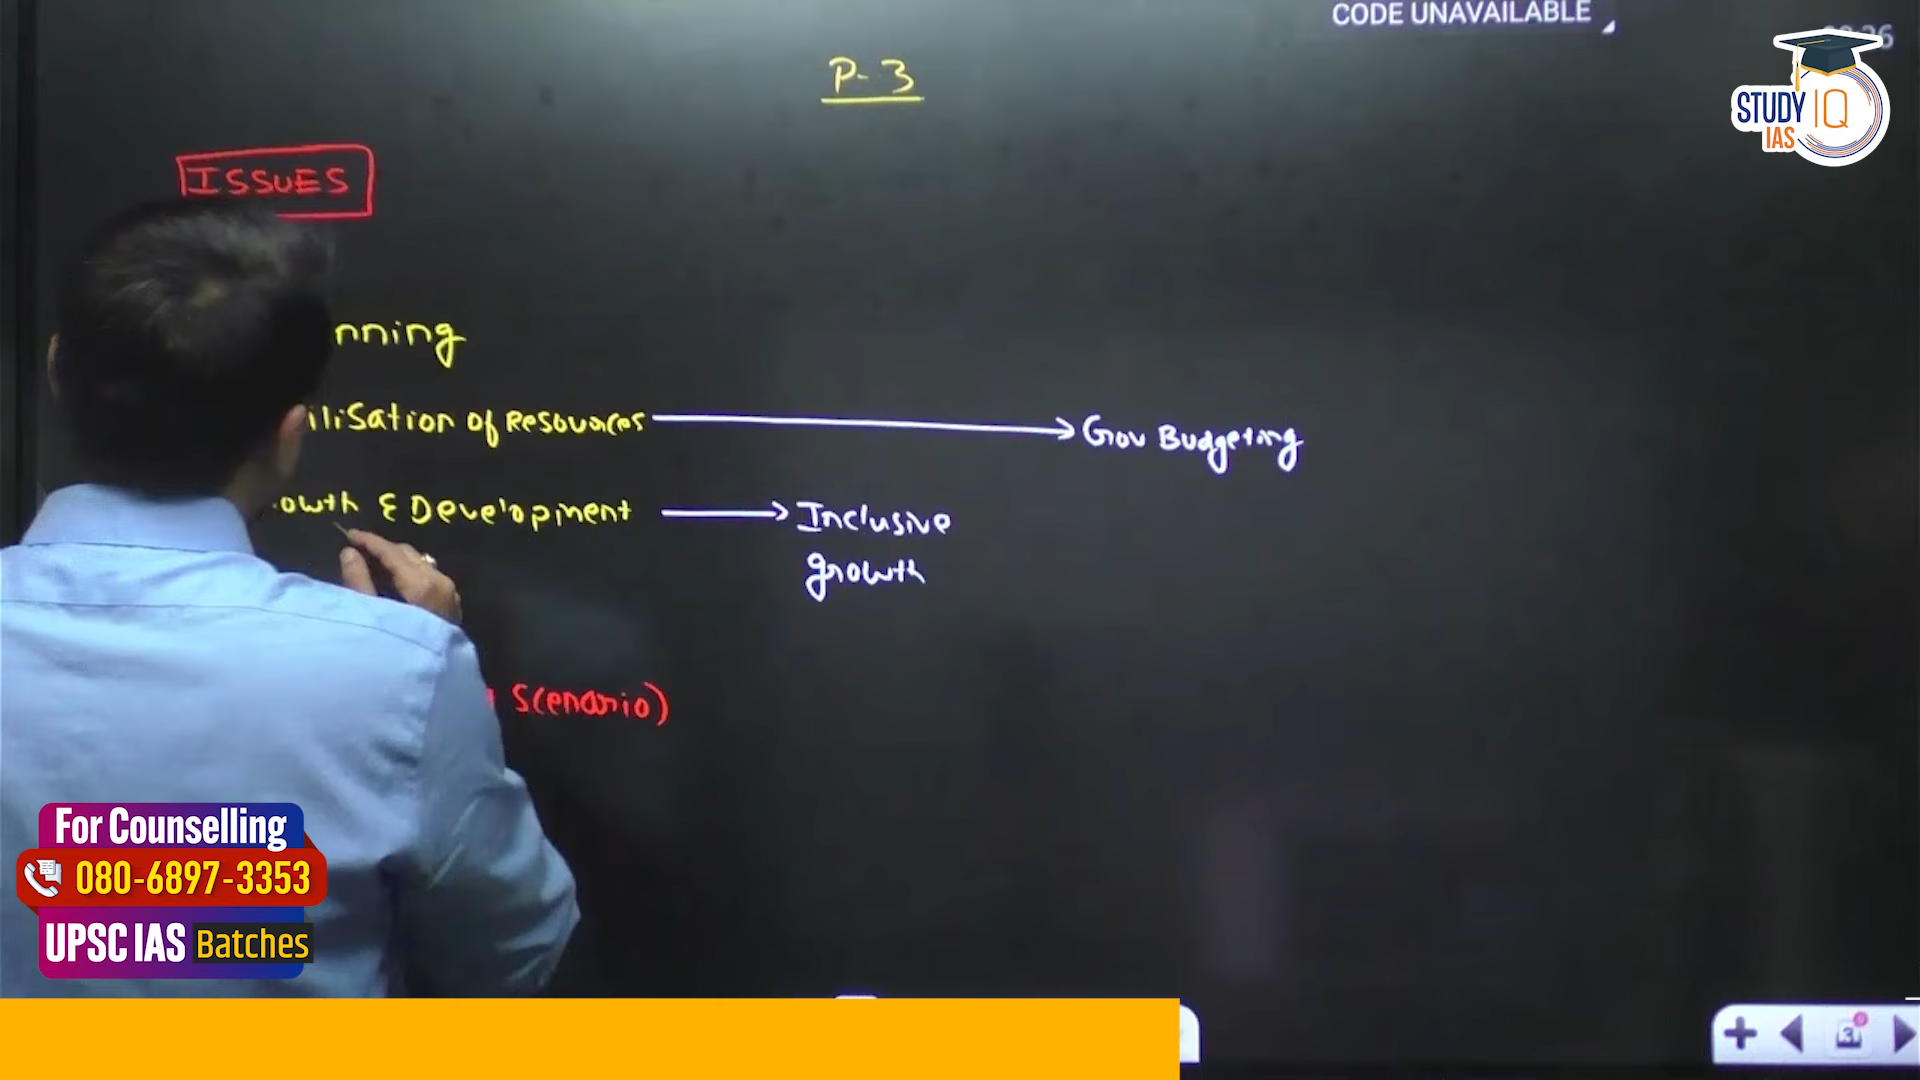 CODE UNAVAILABLE
P-3
STUDY IQ
IAS
ISSUES
nning
ilisation of Resources → Gov Budgeting
owth & Development → Inclusive
growth
Scenario)
For Counselling
080-6897-3353
UPSC IAS Batches
3